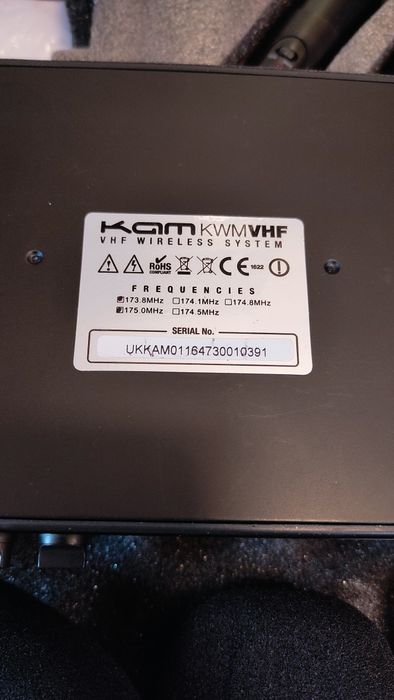 Kam KWMVHF
VHF WIRELESS SYSTEM
RoHS COMPLIANT CE 1622
FREQUENCIES
173.8MHz 174.1MHz 174.8MHz
175.0MHz 174.5MHz
SERIAL No.
UKKAM01164730010391